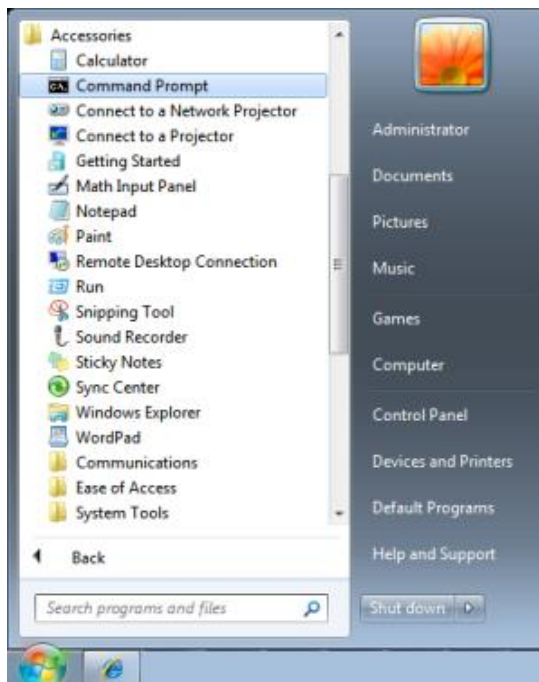 Accessories
Calculator
Command Prompt
Connect to a Network Projector
Connect to a Projector
Getting Started
Math Input Panel
Notepad
Paint
Remote Desktop Connection
Run
Snipping Tool
Sound Recorder
Sticky Notes
Sync Center
Windows Explorer
WordPad
Communications
Ease of Access
System Tools
Back
Search programs and files
Administrator
Documents
Pictures
Music
Games
Computer
Control Panel
Devices and Printers
Default Programs
Help and Support
Shut down